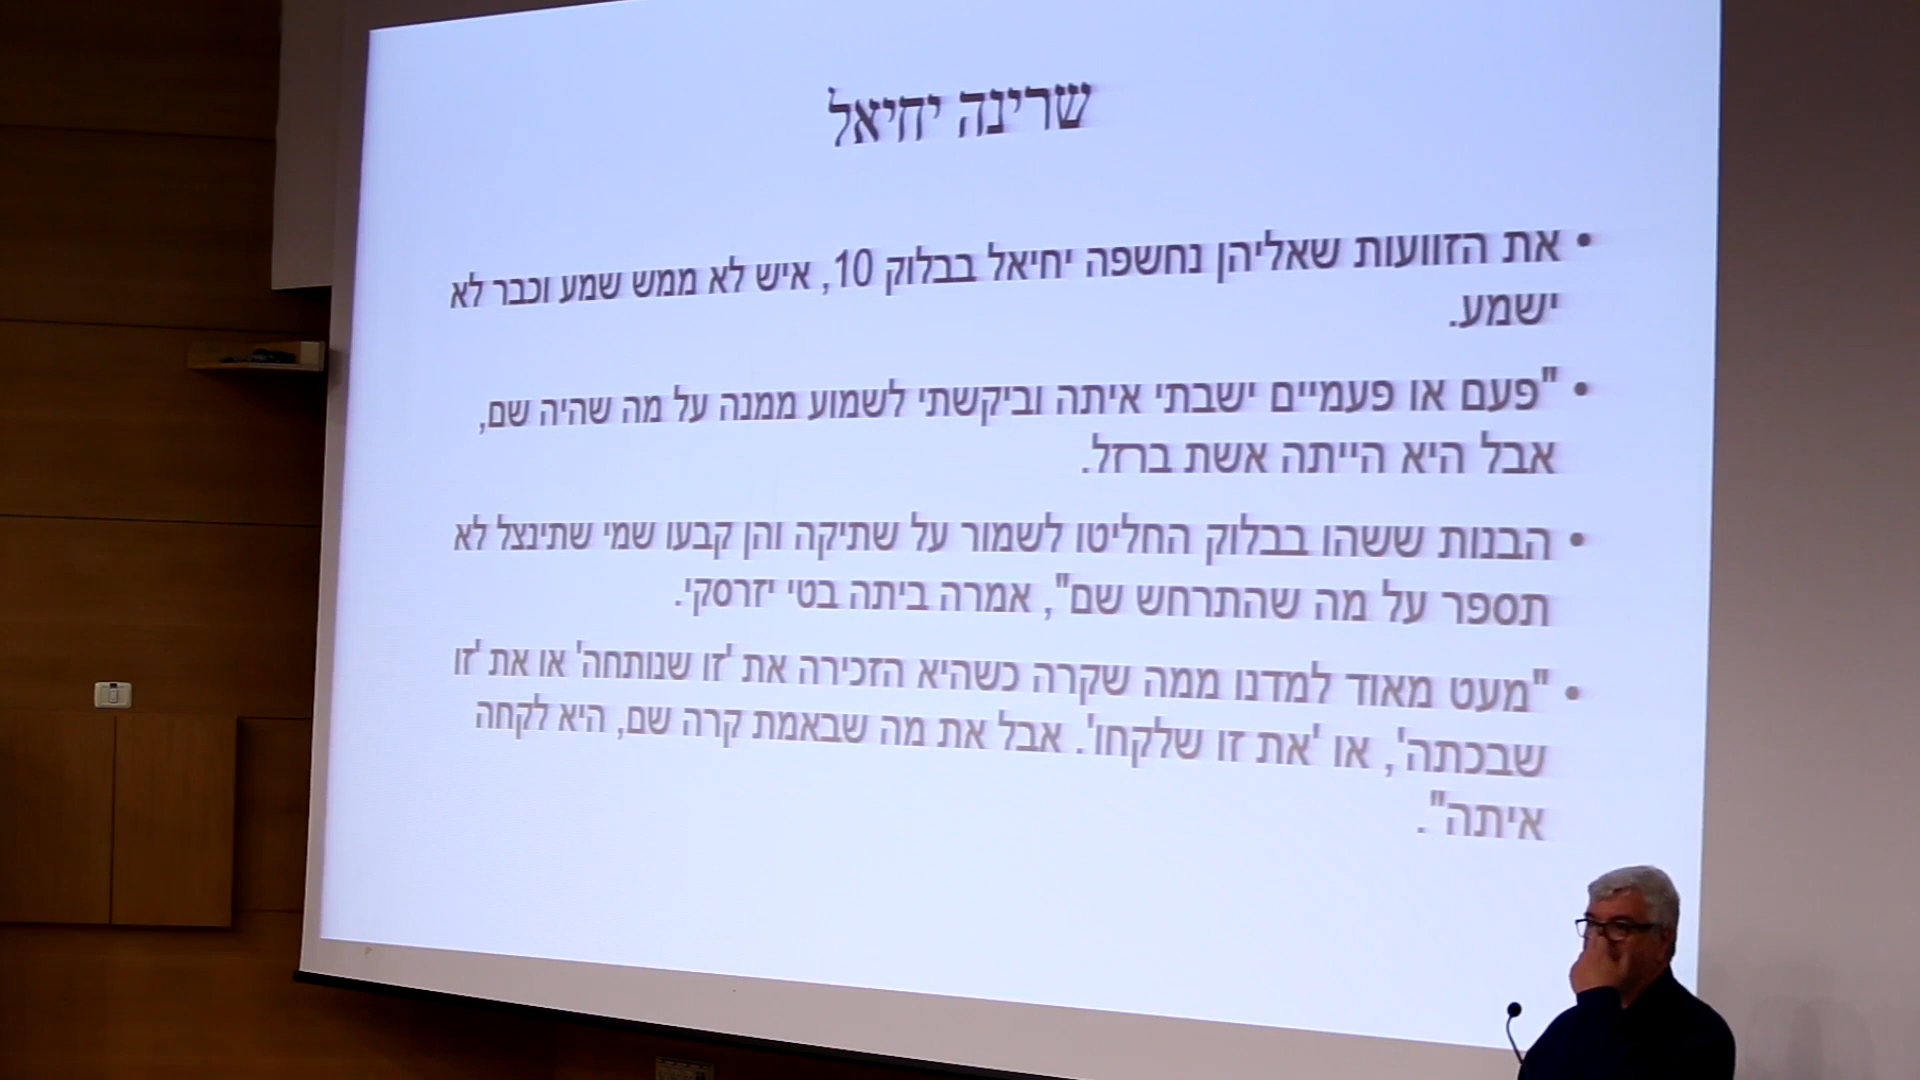 שרינה יחיאל
• את הזוועות שאליהן נחשפה יחיאל בבלוק 10, איש לא ממש שמע וכבר לא
ישמע.
• "פעם או פעמיים ישבתי איתה וביקשתי לשמוע ממנה על מה שהיה שם,
אבל היא הייתה אשת ברזל.
• הבנות ששהו בבלוק החליטו לשמור על שתיקה והן קבעו שמי שתינצל לא
תספר על מה שהתרחש שם", אמרה ביתה בטי יזרסקי.
• "מעט מאוד למדנו ממה שקרה כשהיא הזכירה את 'זו שנותחה' או את 'זו
שבכתה', או 'את זו שלקחו'. אבל את מה שבאמת קרה שם, היא לקחה
איתה".